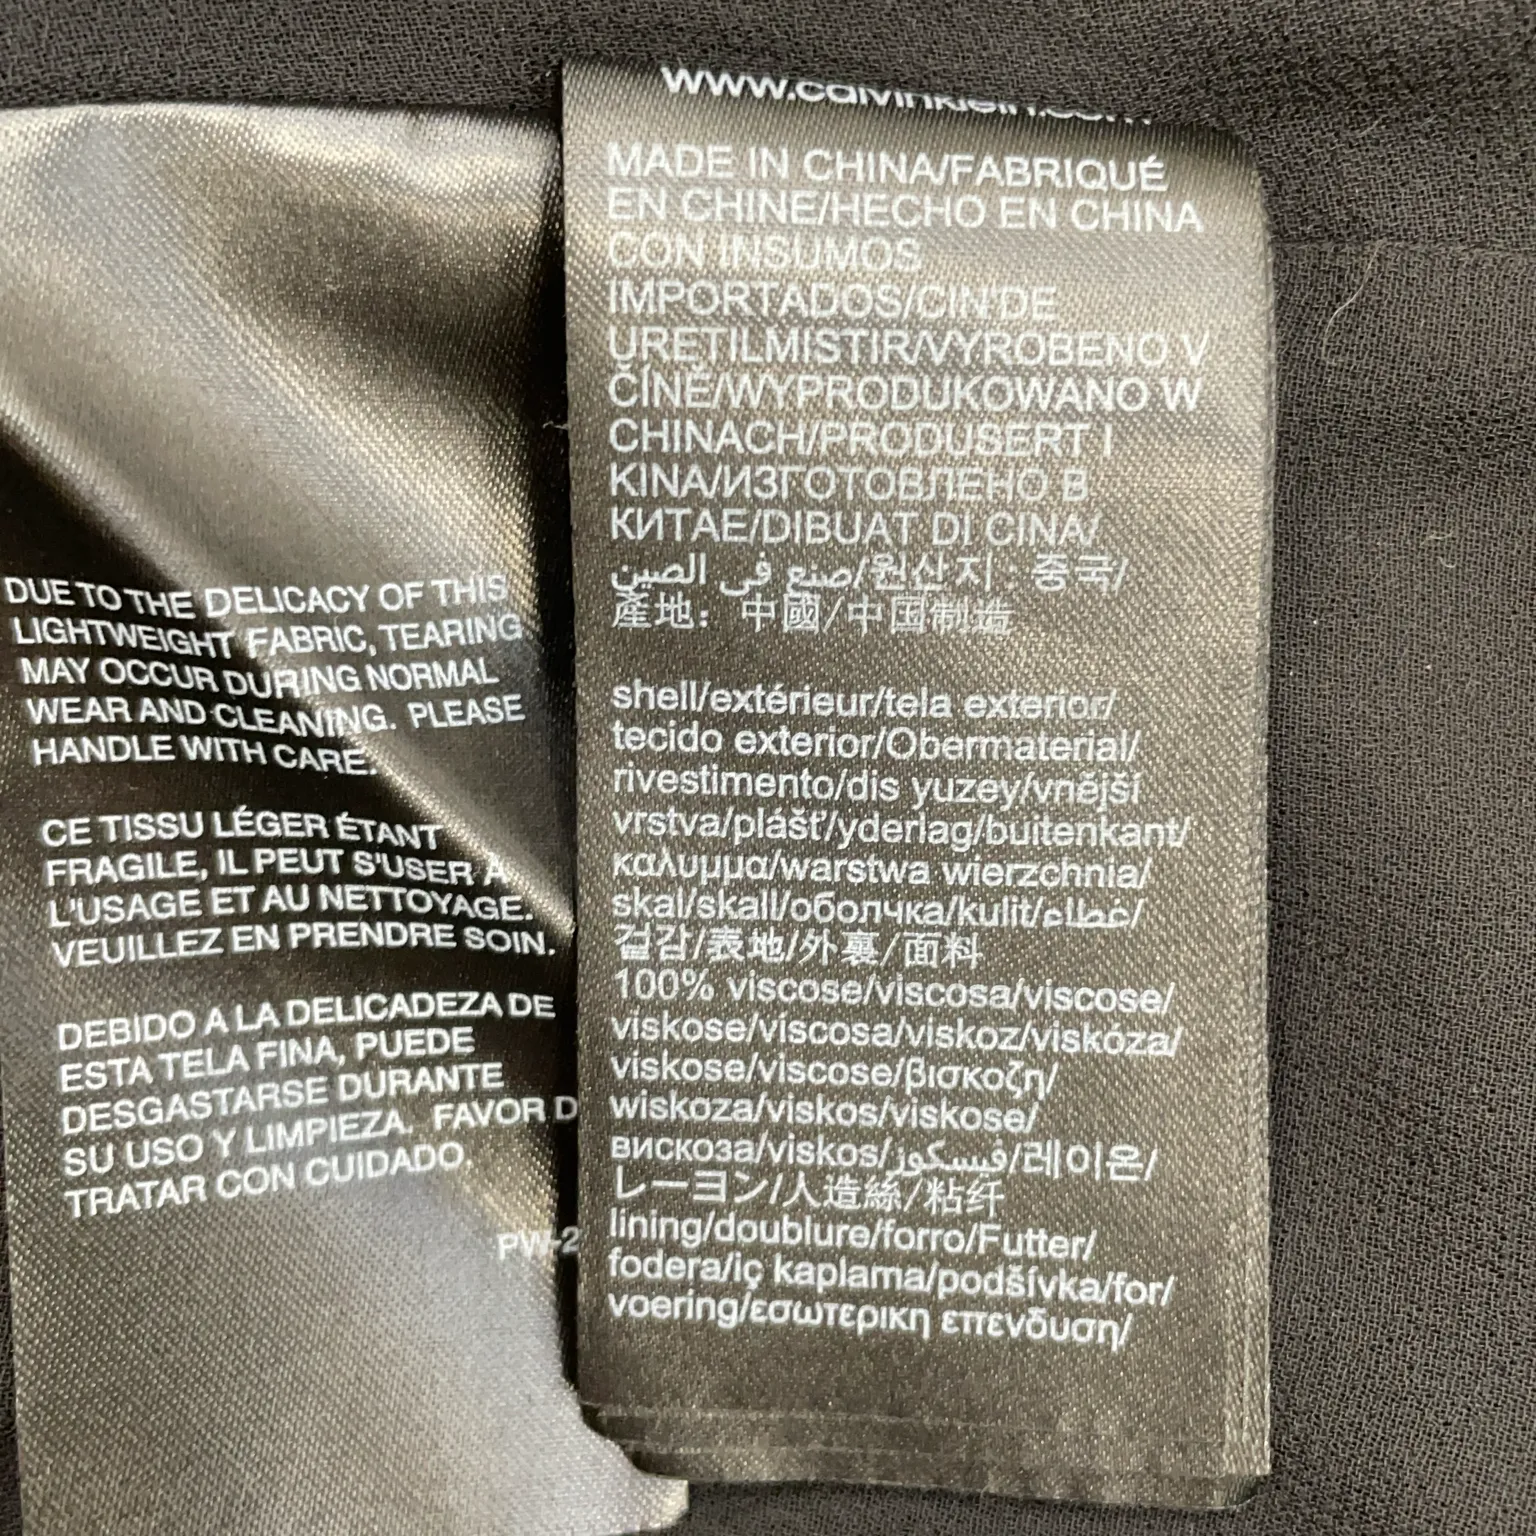 DUE TO THE DELICACY OF THIS
LIGHTWEIGHT FABRIC, TEARING
MAY OCCUR DURING NORMAL
WEAR AND CLEANING. PLEASE
HANDLE WITH CARE.
CE TISSU LÉGER ÉTANT
FRAGILE, IL PEUT S'USER À
L'USAGE ET AU NETTOYAGE.
VEUILLEZ EN PRENDRE SOIN.
DEBIDO A LA DELICADEZA DE
ESTA TELA FINA, PUEDE
DESGASTARSE DURANTE
SU USO Y LIMPIEZA. FAVOR D
TRATAR CON CUIDADO.
PW-2
www.calvinklein.com
MADE IN CHINA/FABRIQUÉ
EN CHINE/HECHO EN CHINA
CON INSUMOS
IMPORTADOS/CIN'DE
ÜRETILMISTIR/VYROBENO V
ČÍNĚ/WYPRODUKOWANO W
CHINACH/PRODUSERT I
KINA/ИЗГОТОВЛЕНО В
КИТАЕ/DIBUAT DI CINA/
صنع في الصين/원산지 중국/
產地: 中國/中国制造
shell/extérieur/tela exterior/
tecido exterior/Obermaterial/
rivestimento/dis yuzey/vnější
vrstva/plášť/yderlag/buitenkant/
καλυμμα/warstwa wierzchnia/
skal/skall/оболчка/kulit/غطاء/
겉감/表地/外裏/面料
100% viscose/viscosa/viscose/
viskose/viscosa/viskoz/viskóza/
viskose/viscose/βισκοζη/
wiskoza/viskos/viskose/
вискоза/viskos/فيسكوز/레이온/
レーヨン/人造絲/粘纤
lining/doublure/forro/Futter/
fodera/iç kaplama/podšívka/for/
voering/εσωτερικη επενδυση/